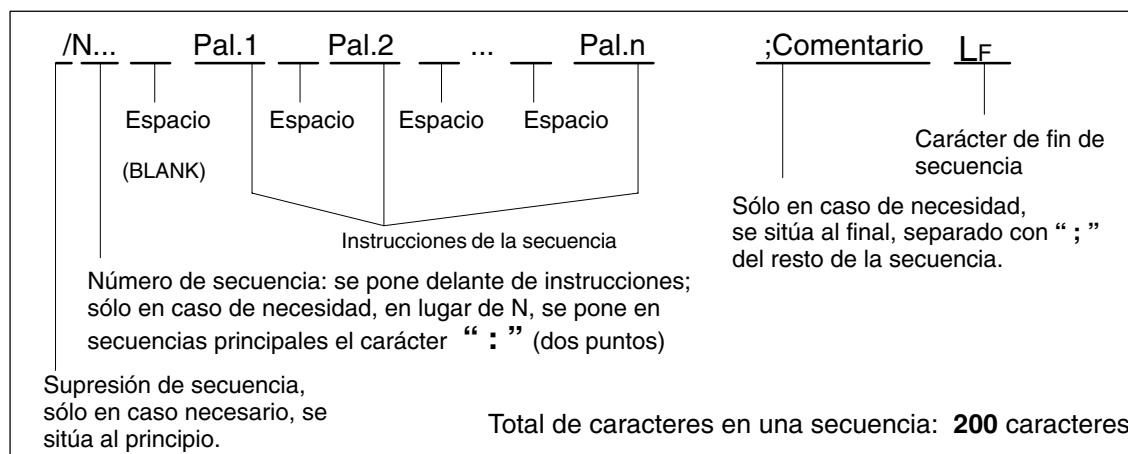 /N... Pal.1 Pal.2 ... Pal.n ;Comentario LF
Espacio Espacio Espacio Espacio
(BLANK)
Carácter de fin de
secuencia
Instrucciones de la secuencia
Sólo en caso de necesidad,
se sitúa al final, separado con “ ; ”
del resto de la secuencia.
Número de secuencia: se pone delante de instrucciones;
sólo en caso de necesidad, en lugar de N, se pone en
secuencias principales el carácter “ : ” (dos puntos)
Supresión de secuencia,
sólo en caso necesario, se
sitúa al principio.
Total de caracteres en una secuencia: 200 caracteres